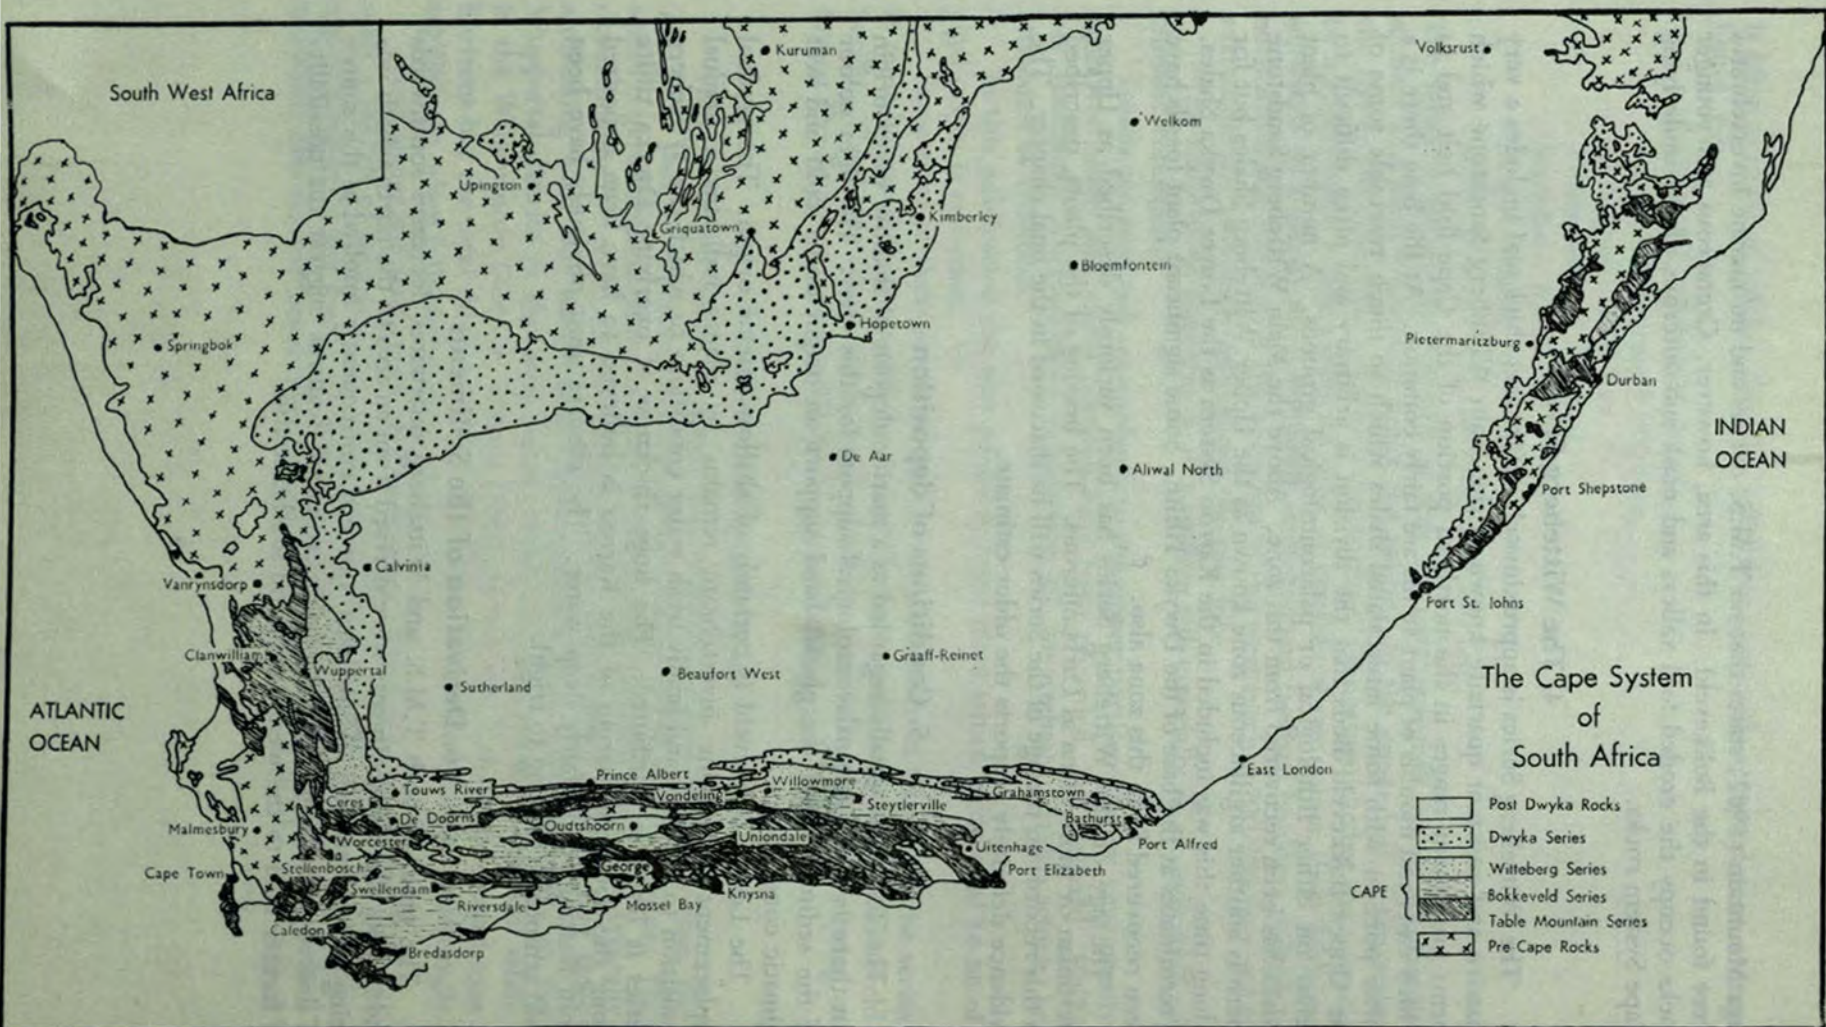 South West Africa
Kuruman
Volksrust
Welkom
Upington
Kimberley
Griquatown
Bloemfontein
Hopetown
Springbok
Pietermaritzburg
Durban
INDIAN
OCEAN
De Aar
Aliwal North
Port Shepstone
Calvinia
Vanrynsdorp
Port St. Johns
Clanwilliam
Wuppertal
Graaff-Reinet
Beaufort West
Sutherland
ATLANTIC
OCEAN
The Cape System
of
South Africa
East London
Prince Albert
Willowmore
Touws River
Vondeling
Grahamstown
Ceres
Steytlerville
De Doorns
Oudtshoorn
Bathurst
Malmesbury
Uniondale
Worcester
Uitenhage
Port Alfred
Cape Town
Stellenbosch
George
Port Elizabeth
Swellendam
Knysna
Riversdale
Mossel Bay
Caledon
Bredasdorp
Post Dwyka Rocks
Dwyka Series
CAPE
Witteberg Series
Bokkeveld Series
Table Mountain Series
Pre Cape Rocks